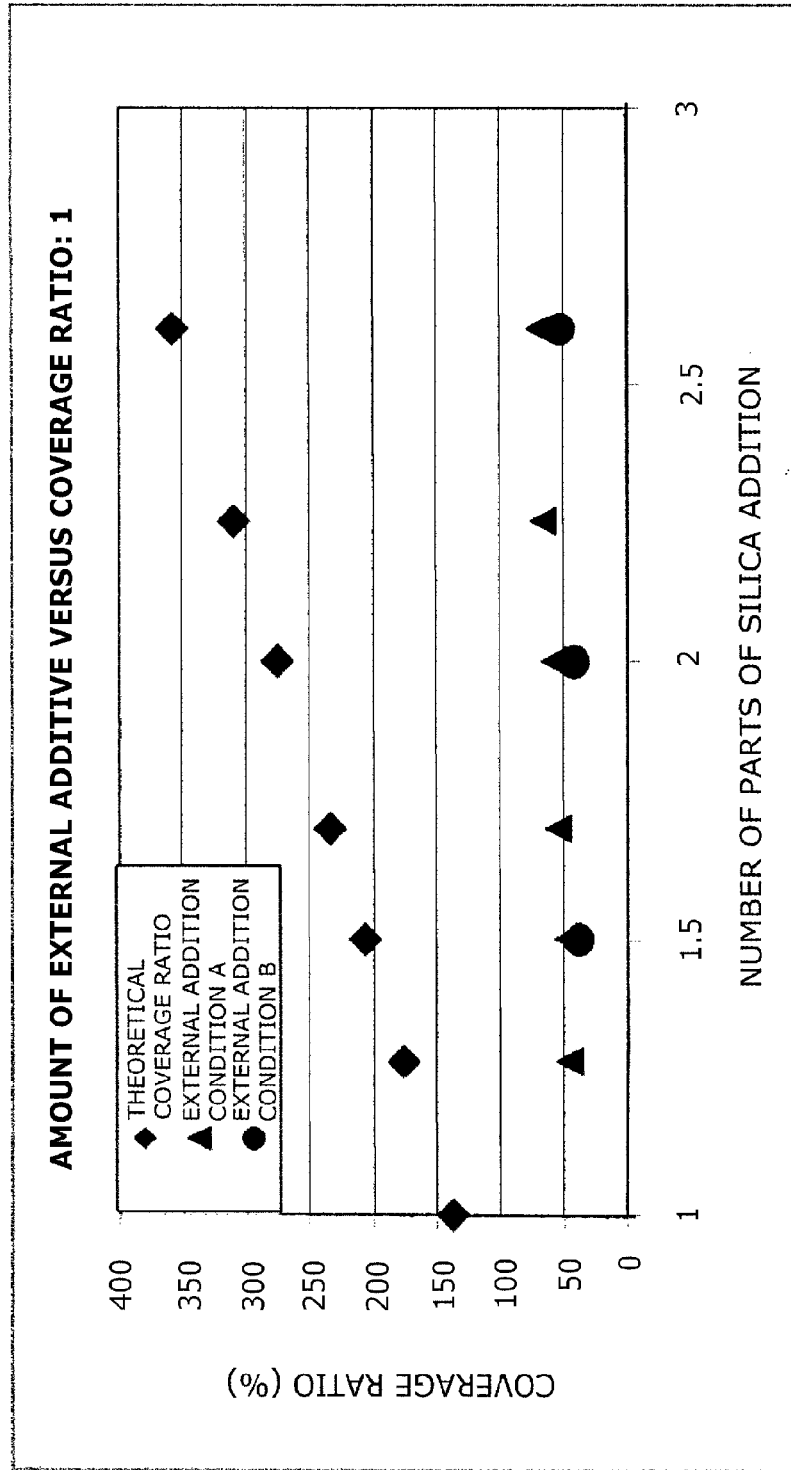 AMOUNT OF EXTERNAL ADDITIVE VERSUS COVERAGE RATIO: 1
THEORETICAL
COVERAGE RATIO
EXTERNAL ADDITION
CONDITION A
EXTERNAL ADDITION
CONDITION B
COVERAGE RATIO (%)
400
350
300
250
200
150
100
50
0
1
1.5
2
2.5
3
NUMBER OF PARTS OF SILICA ADDITION